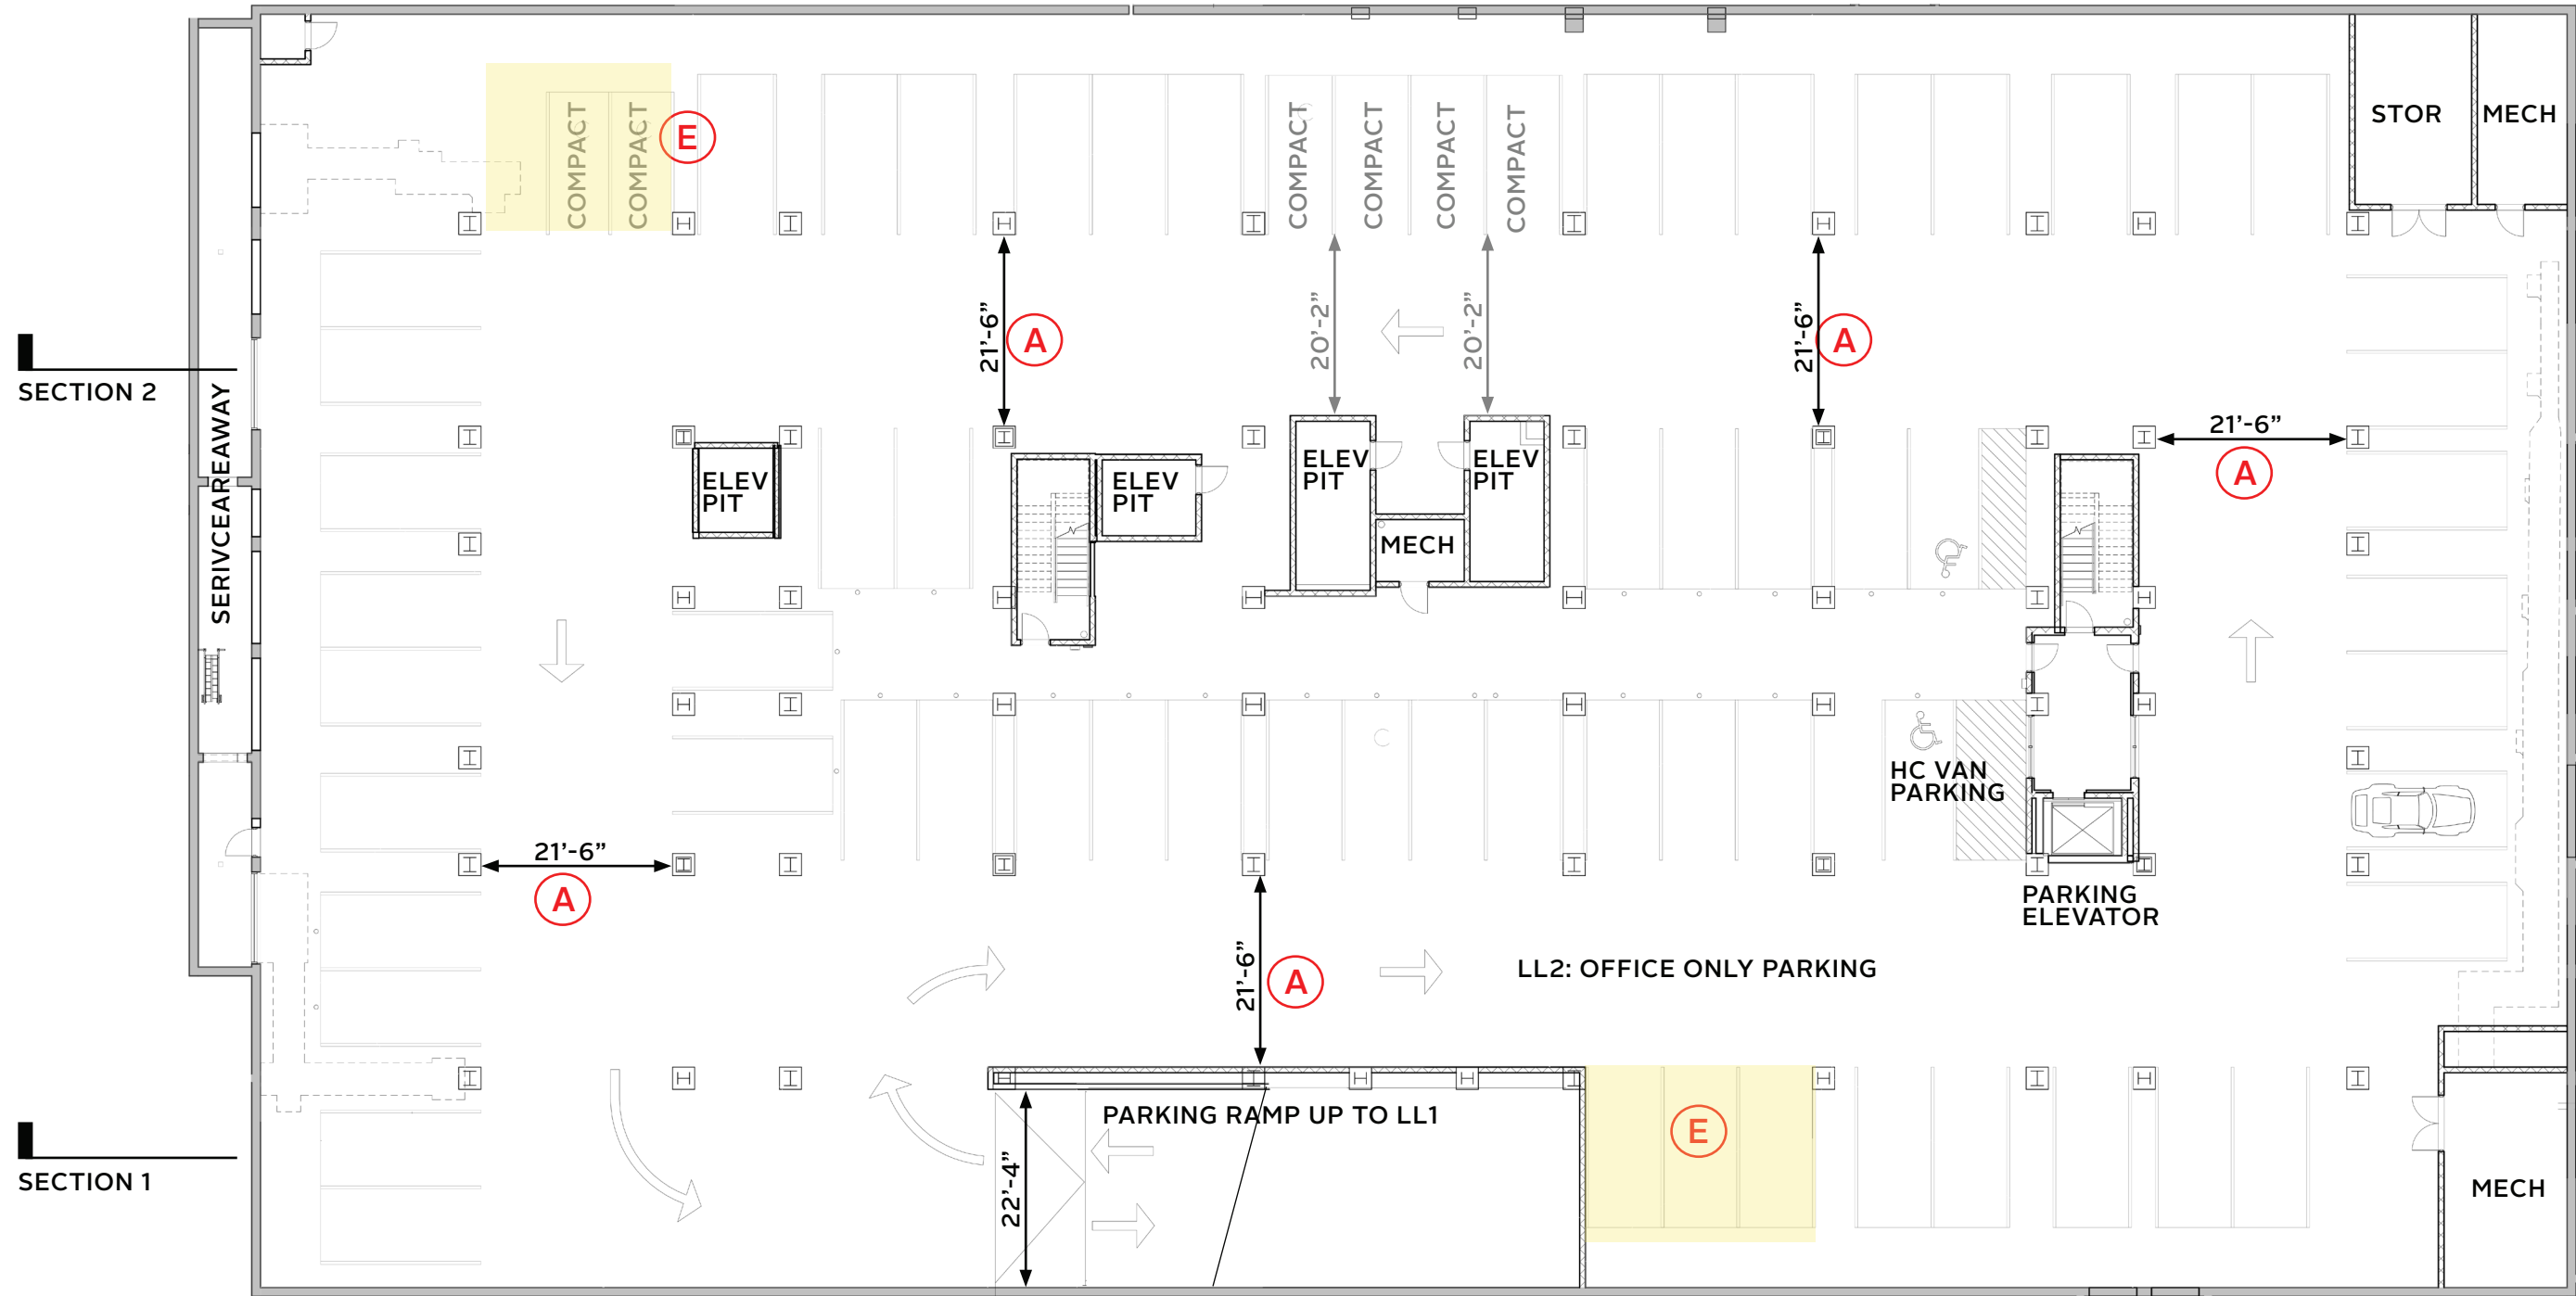 COMPACT
COMPACT
E
COMPACT
COMPACT
COMPACT
COMPACT
STOR
MECH
21'-6"
A
20'-2"
20'-2"
21'-6"
A
SECTION 2
SERIVCEAREAWAY
21'-6"
A
ELEV
PIT
ELEV
PIT
ELEV
PIT
ELEV
PIT
MECH
HC VAN
PARKING
21'-6"
A
PARKING
ELEVATOR
21'-6"
A
LL2: OFFICE ONLY PARKING
PARKING RAMP UP TO LL1
E
22'-4"
SECTION 1
MECH